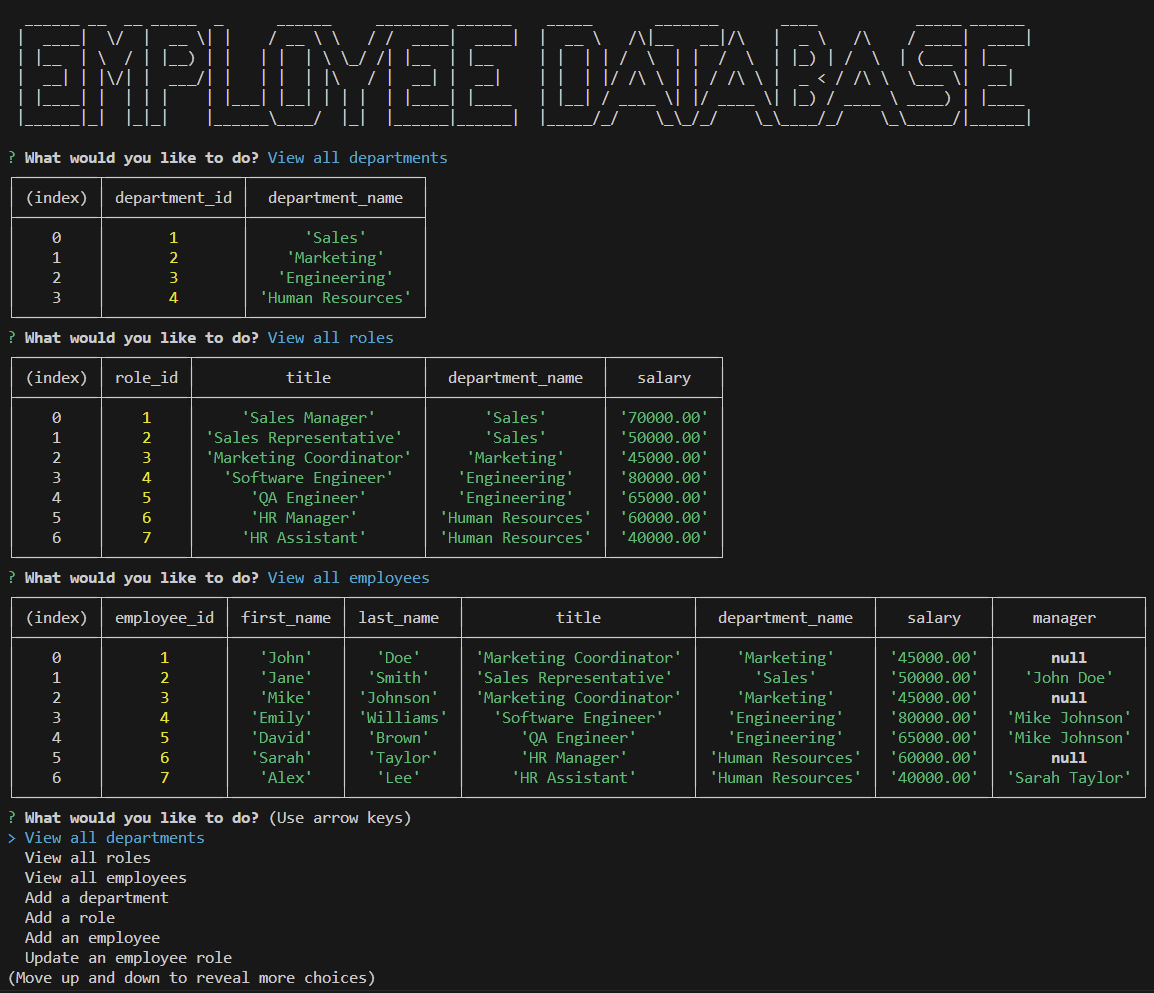 EMPLOYEE DATABASE
? What would you like to do? View all departments
(index) department_id department_name
0 1 'Sales'
1 2 'Marketing'
2 3 'Engineering'
3 4 'Human Resources'
? What would you like to do? View all roles
(index) role_id title department_name salary
0 1 'Sales Manager' 'Sales' '70000.00'
1 2 'Sales Representative' 'Sales' '50000.00'
2 3 'Marketing Coordinator' 'Marketing' '45000.00'
3 4 'Software Engineer' 'Engineering' '80000.00'
4 5 'QA Engineer' 'Engineering' '65000.00'
5 6 'HR Manager' 'Human Resources' '60000.00'
6 7 'HR Assistant' 'Human Resources' '40000.00'
? What would you like to do? View all employees
(index) employee_id first_name last_name title department_name salary manager
0 1 'John' 'Doe' 'Marketing Coordinator' 'Marketing' '45000.00' null
1 2 'Jane' 'Smith' 'Sales Representative' 'Sales' '50000.00' 'John Doe'
2 3 'Mike' 'Johnson' 'Marketing Coordinator' 'Marketing' '45000.00' null
3 4 'Emily' 'Williams' 'Software Engineer' 'Engineering' '80000.00' 'Mike Johnson'
4 5 'David' 'Brown' 'QA Engineer' 'Engineering' '65000.00' 'Mike Johnson'
5 6 'Sarah' 'Taylor' 'HR Manager' 'Human Resources' '60000.00' null
6 7 'Alex' 'Lee' 'HR Assistant' 'Human Resources' '40000.00' 'Sarah Taylor'
? What would you like to do? (Use arrow keys)
> View all departments
View all roles
View all employees
Add a department
Add a role
Add an employee
Update an employee role
(Move up and down to reveal more choices)